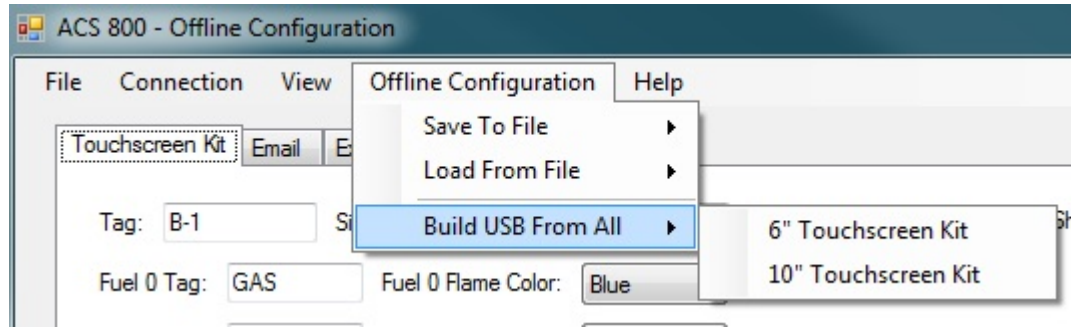 ACS 800 - Offline Configuration
File Connection View Offline Configuration Help
Touchscreen Kit Email
Save To File
Load From File
Build USB From All
6" Touchscreen Kit
10" Touchscreen Kit
Tag: B-1
Fuel 0 Tag: GAS Fuel 0 Flame Color: Blue